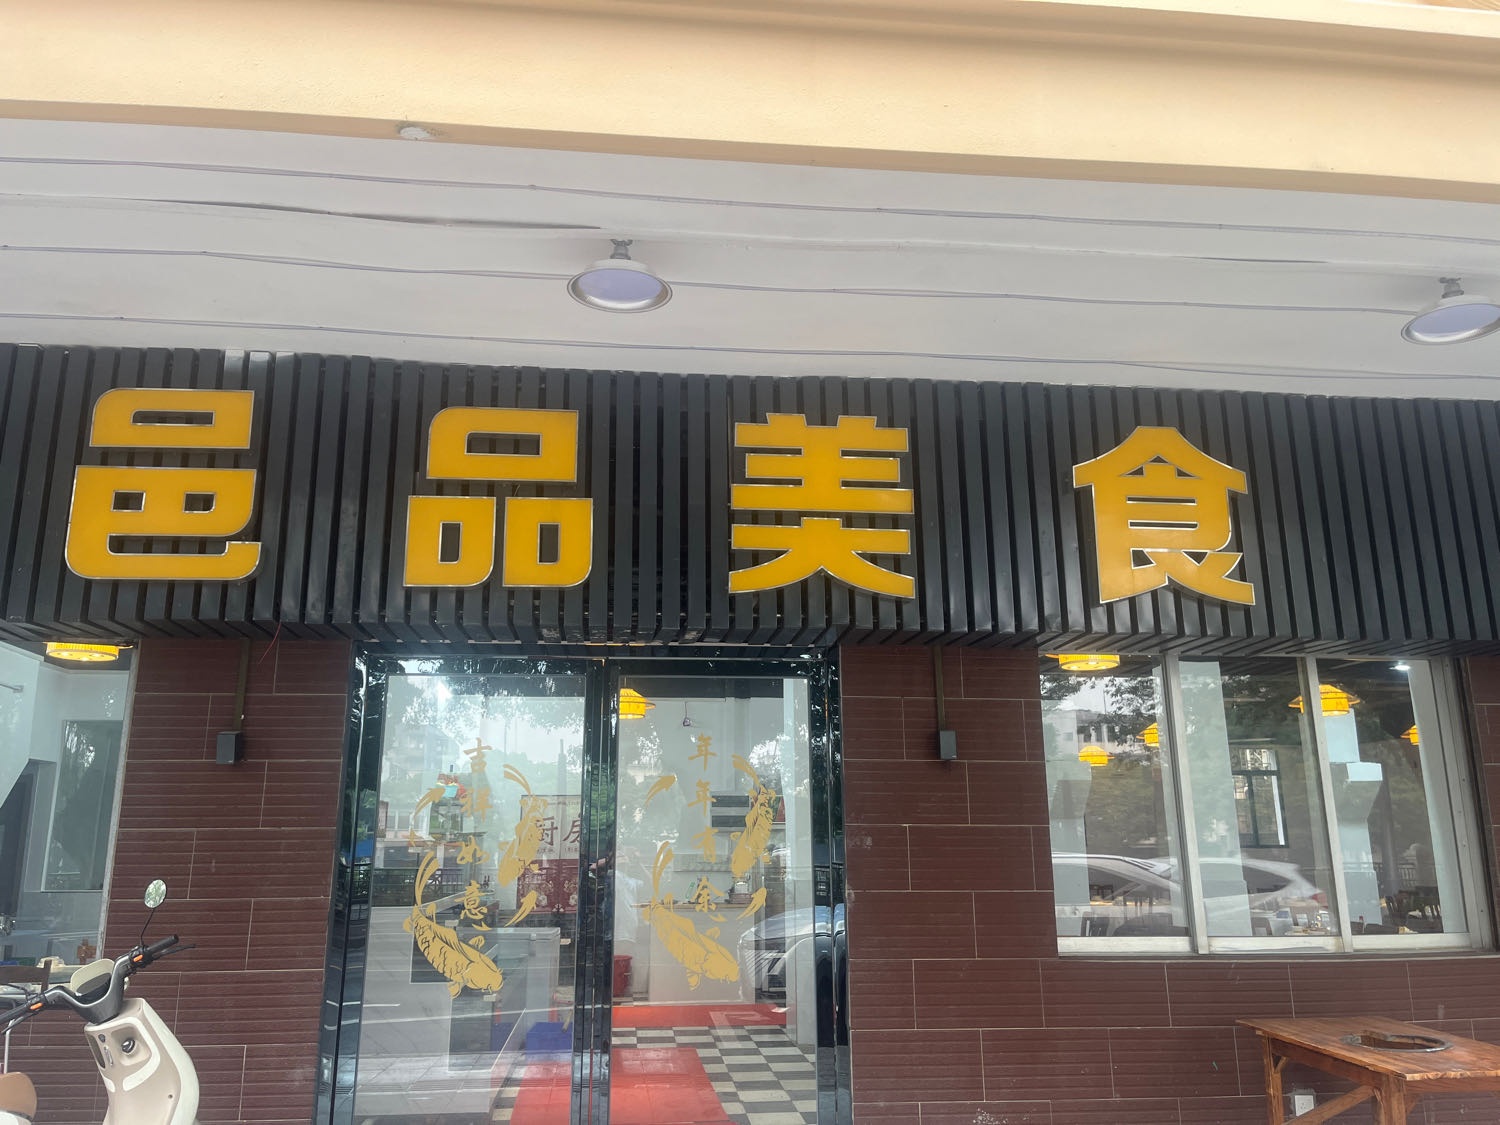 邑品美食
吉祥如意
年年有余
厨房